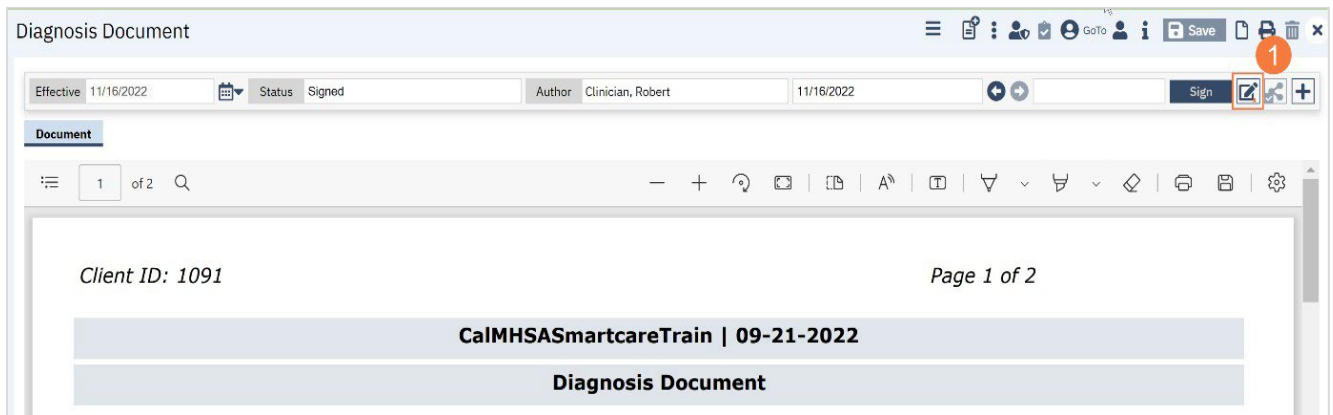 Diagnosis Document GoTo i Save
1
Effective 11/16/2022 Status Signed Author Clinician, Robert 11/16/2022 Sign
Document
1 of 2
Client ID: 1091 Page 1 of 2
CalMHSASmartcareTrain | 09-21-2022
Diagnosis Document